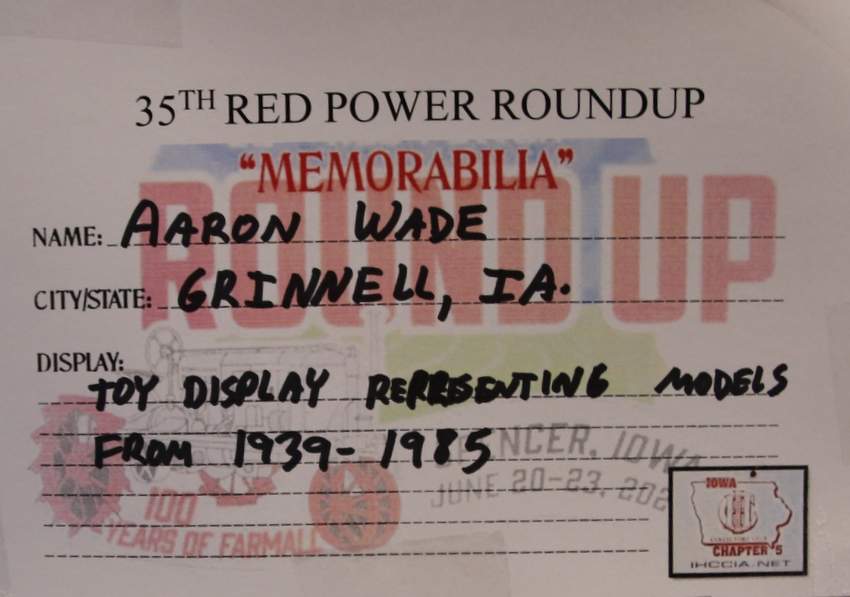 35TH RED POWER ROUNDUP
"MEMORABILIA"
ROUND UP
NAME: AARON WADE
CITY/STATE: GRINNELL, IA.
DISPLAY:
TOY DISPLAY REPRESENTING MODELS
FROM 1939-1985
SPENCER, IOWA
JUNE 20-23, 202
100
YEARS OF FARMALL
IOWA
CHAPTER 5
IHCCIA.NET